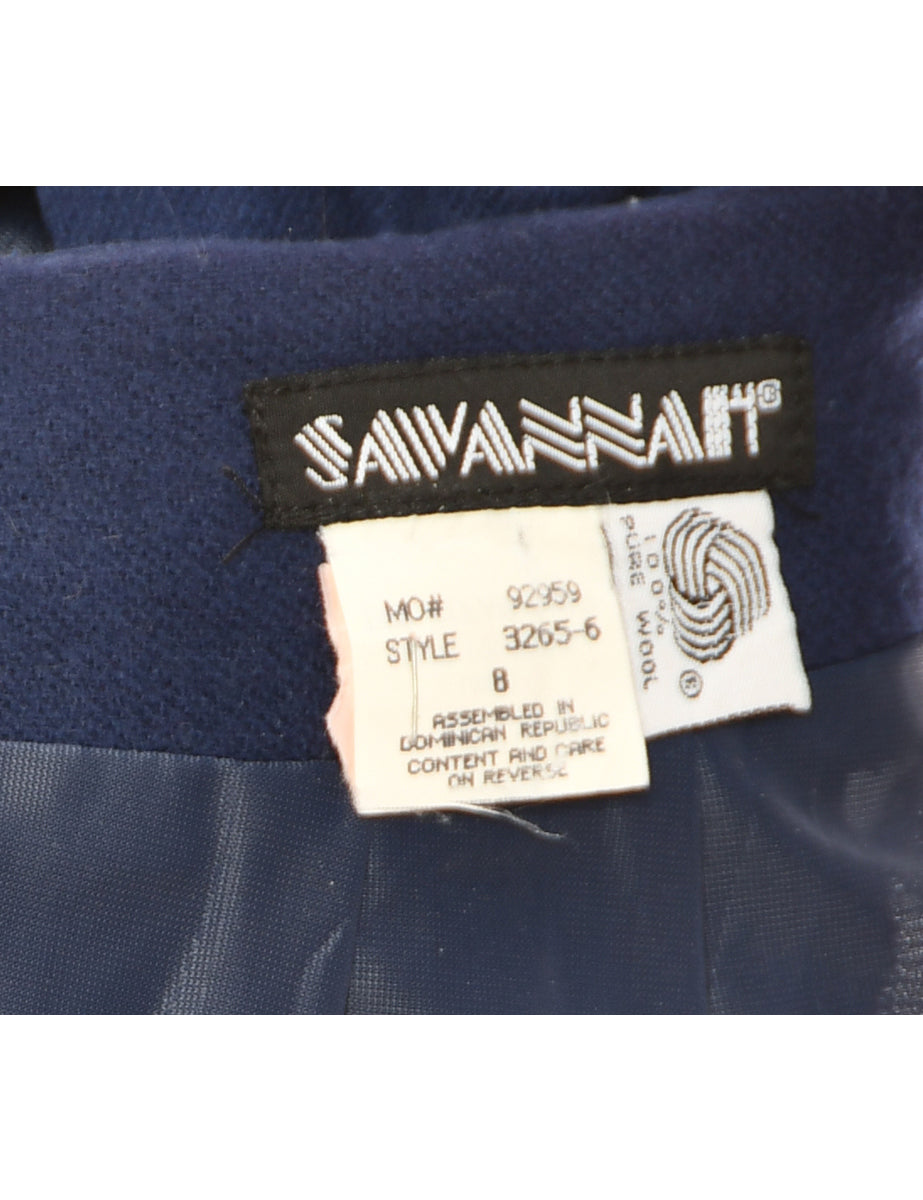 SAVANNAH®
MO# 92959
STYLE 3265-6
8
ASSEMBLED IN
DOMINICAN REPUBLIC
CONTENT AND CARE
ON REVERSE
100%
PURE WOOL
®